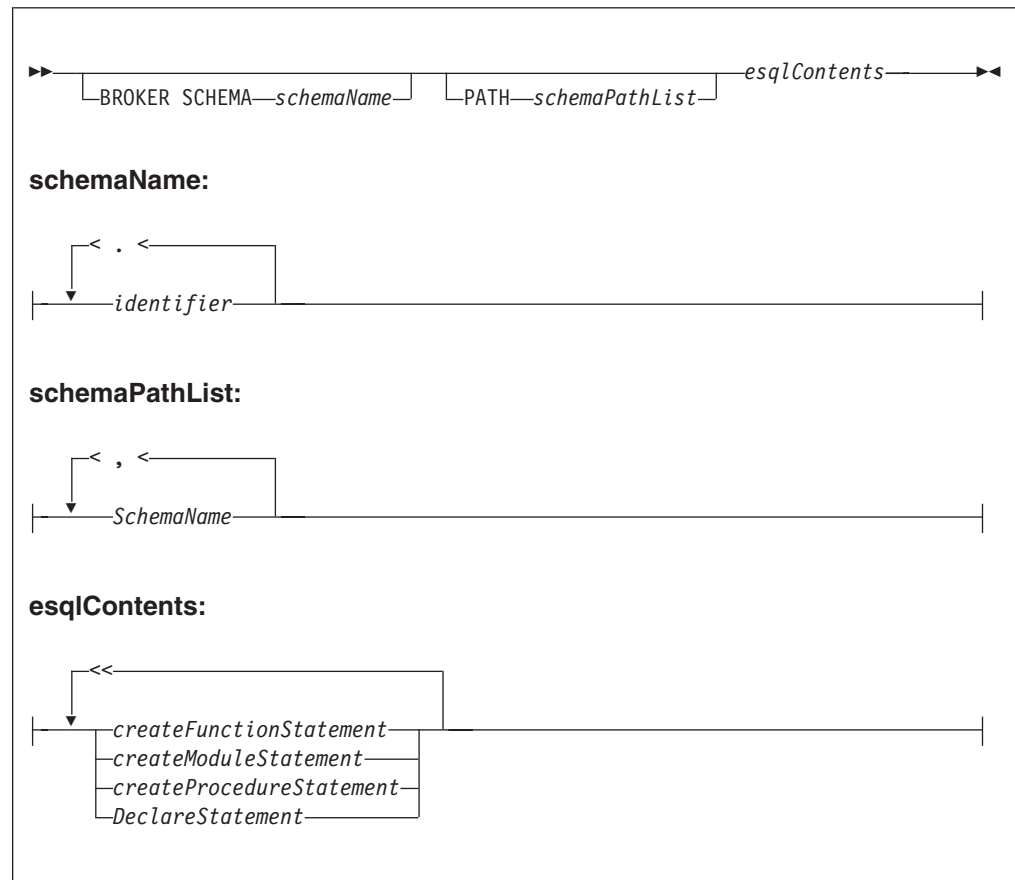 esqlContents
BROKER SCHEMA schemaName PATH schemaPathList
schemaName:
< . <
identifier
schemaPathList:
< , <
SchemaName
esqlContents:
<<
createFunctionStatement
createModuleStatement
createProcedureStatement
DeclareStatement